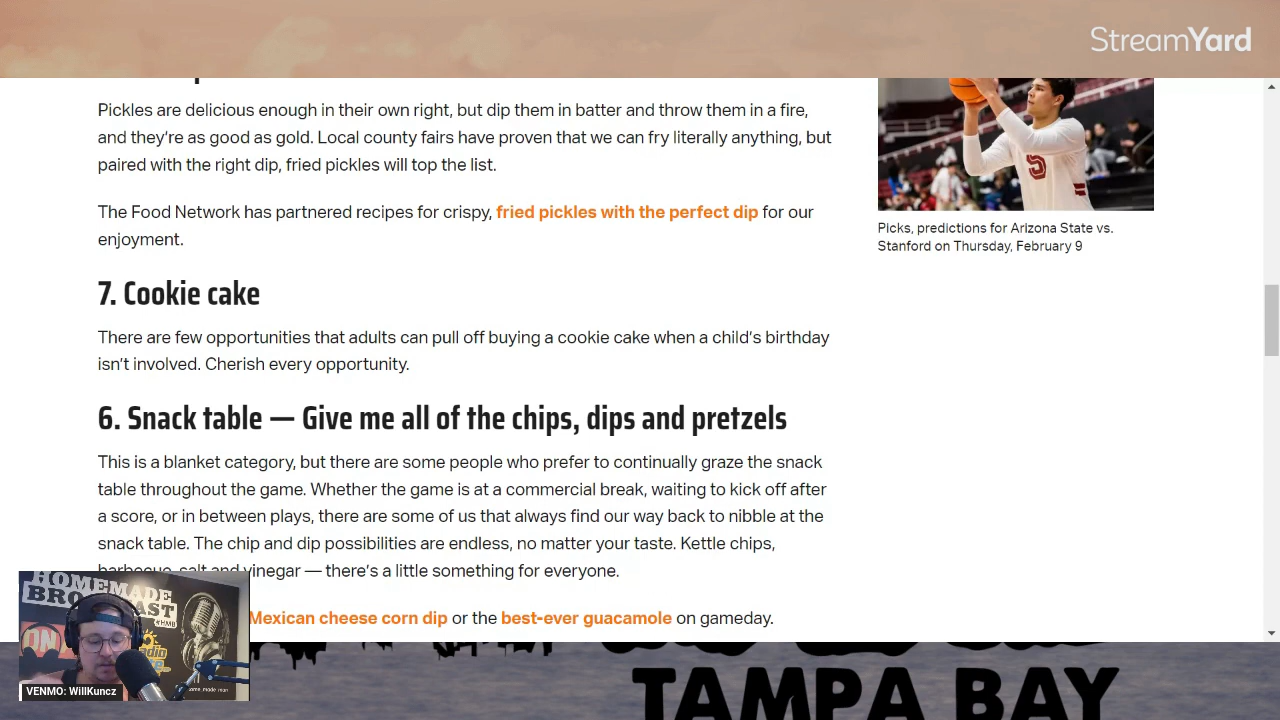 StreamYard
Pickles are delicious enough in their own right, but dip them in batter and throw them in a fire,
and they're as good as gold. Local county fairs have proven that we can fry literally anything, but
paired with the right dip, fried pickles will top the list.
The Food Network has partnered recipes for crispy, fried pickles with the perfect dip for our
enjoyment.
7. Cookie cake
There are few opportunities that adults can pull off buying a cookie cake when a child's birthday
isn't involved. Cherish every opportunity.
6. Snack table — Give me all of the chips, dips and pretzels
This is a blanket category, but there are some people who prefer to continually graze the snack
table throughout the game. Whether the game is at a commercial break, waiting to kick off after
a score, or in between plays, there are some of us that always find our way back to nibble at the
snack table. The chip and dip possibilities are endless, no matter your taste. Kettle chips,
barbecue, salt and vinegar — there's a little something for everyone.
Mexican cheese corn dip or the best-ever guacamole on gameday.
S
Picks, predictions for Arizona State vs.
Stanford on Thursday, February 9
HOMEMADE
#HMB
ON
VENMO: WillKuncz
TAMPA BAY